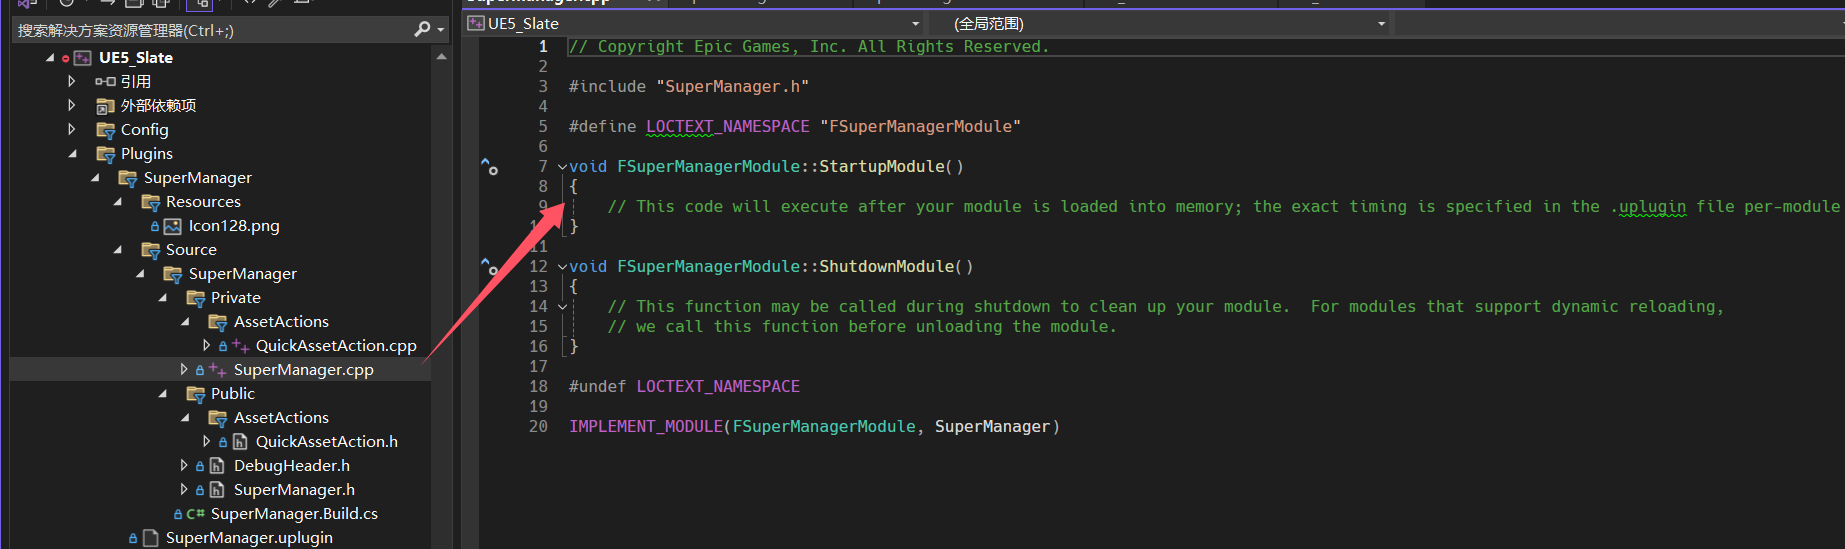 搜索解决方案资源管理器(Ctrl+;)
UE5_Slate
引用
外部依赖项
Config
Plugins
SuperManager
Resources
Icon128.png
Source
SuperManager
Private
AssetActions
QuickAssetAction.cpp
SuperManager.cpp
Public
AssetActions
QuickAssetAction.h
DebugHeader.h
SuperManager.h
C# SuperManager.Build.cs
SuperManager.uplugin
UE5_Slate
(全局范围)
1 // Copyright Epic Games, Inc. All Rights Reserved.
2
3 #include "SuperManager.h"
4
5 #define LOCTEXT_NAMESPACE "FSuperManagerModule"
6
7 void FSuperManagerModule::StartupModule()
8 {
9 // This code will execute after your module is loaded into memory; the exact timing is specified in the .uplugin file per-module
}
11
12 void FSuperManagerModule::ShutdownModule()
13 {
14 // This function may be called during shutdown to clean up your module.  For modules that support dynamic reloading,
15 // we call this function before unloading the module.
16 }
17
18 #undef LOCTEXT_NAMESPACE
19
20 IMPLEMENT_MODULE(FSuperManagerModule, SuperManager)